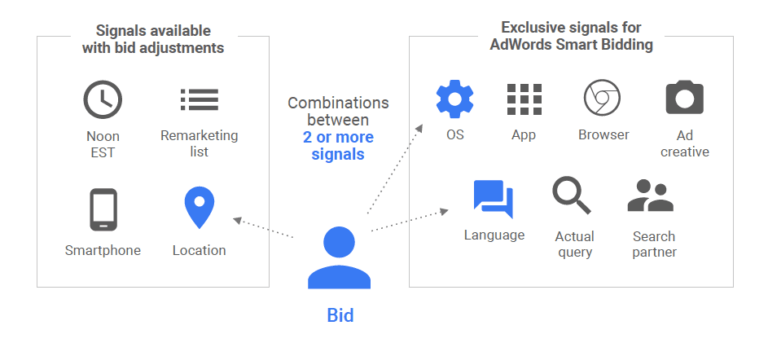 Signals available
with bid adjustments
Noon
EST
Remarketing
list
Smartphone
Location
Combinations
between
2 or more
signals
Bid
Exclusive signals for
AdWords Smart Bidding
OS
App
Browser
Ad
creative
Language
Actual
query
Search
partner